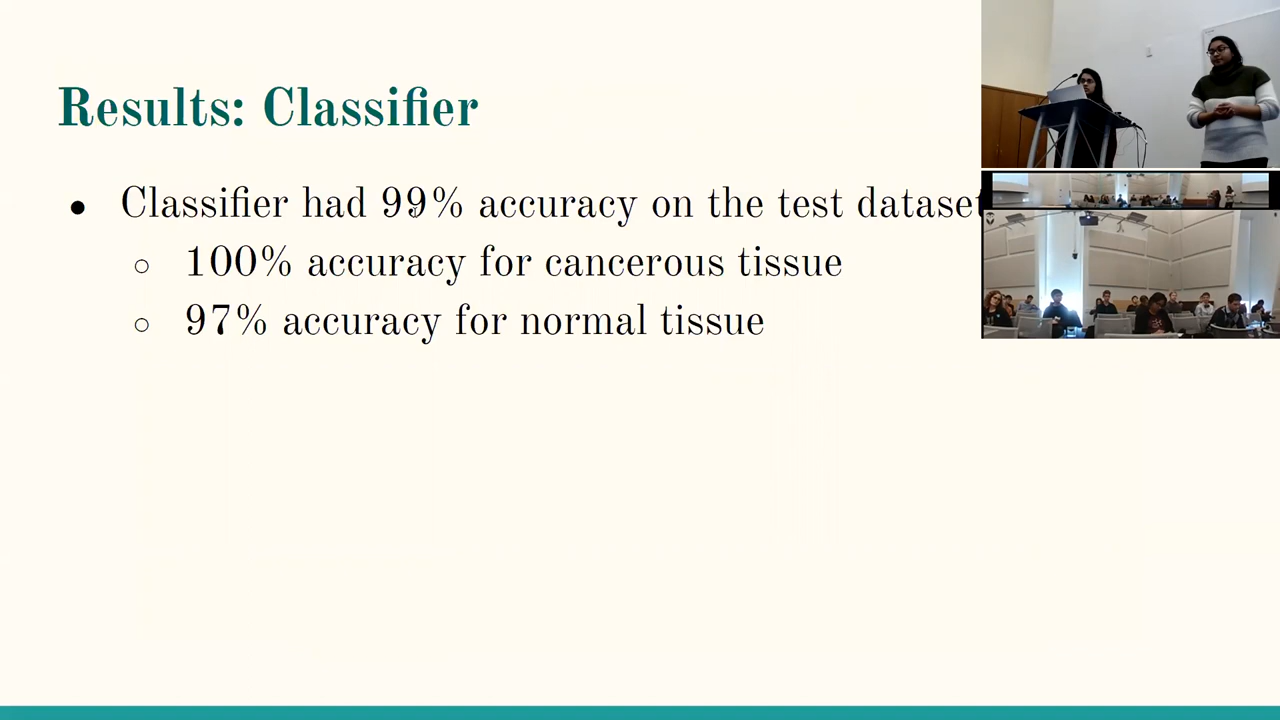 Results: Classifier
● Classifier had 99% accuracy on the test dataset
○ 100% accuracy for cancerous tissue
○ 97% accuracy for normal tissue